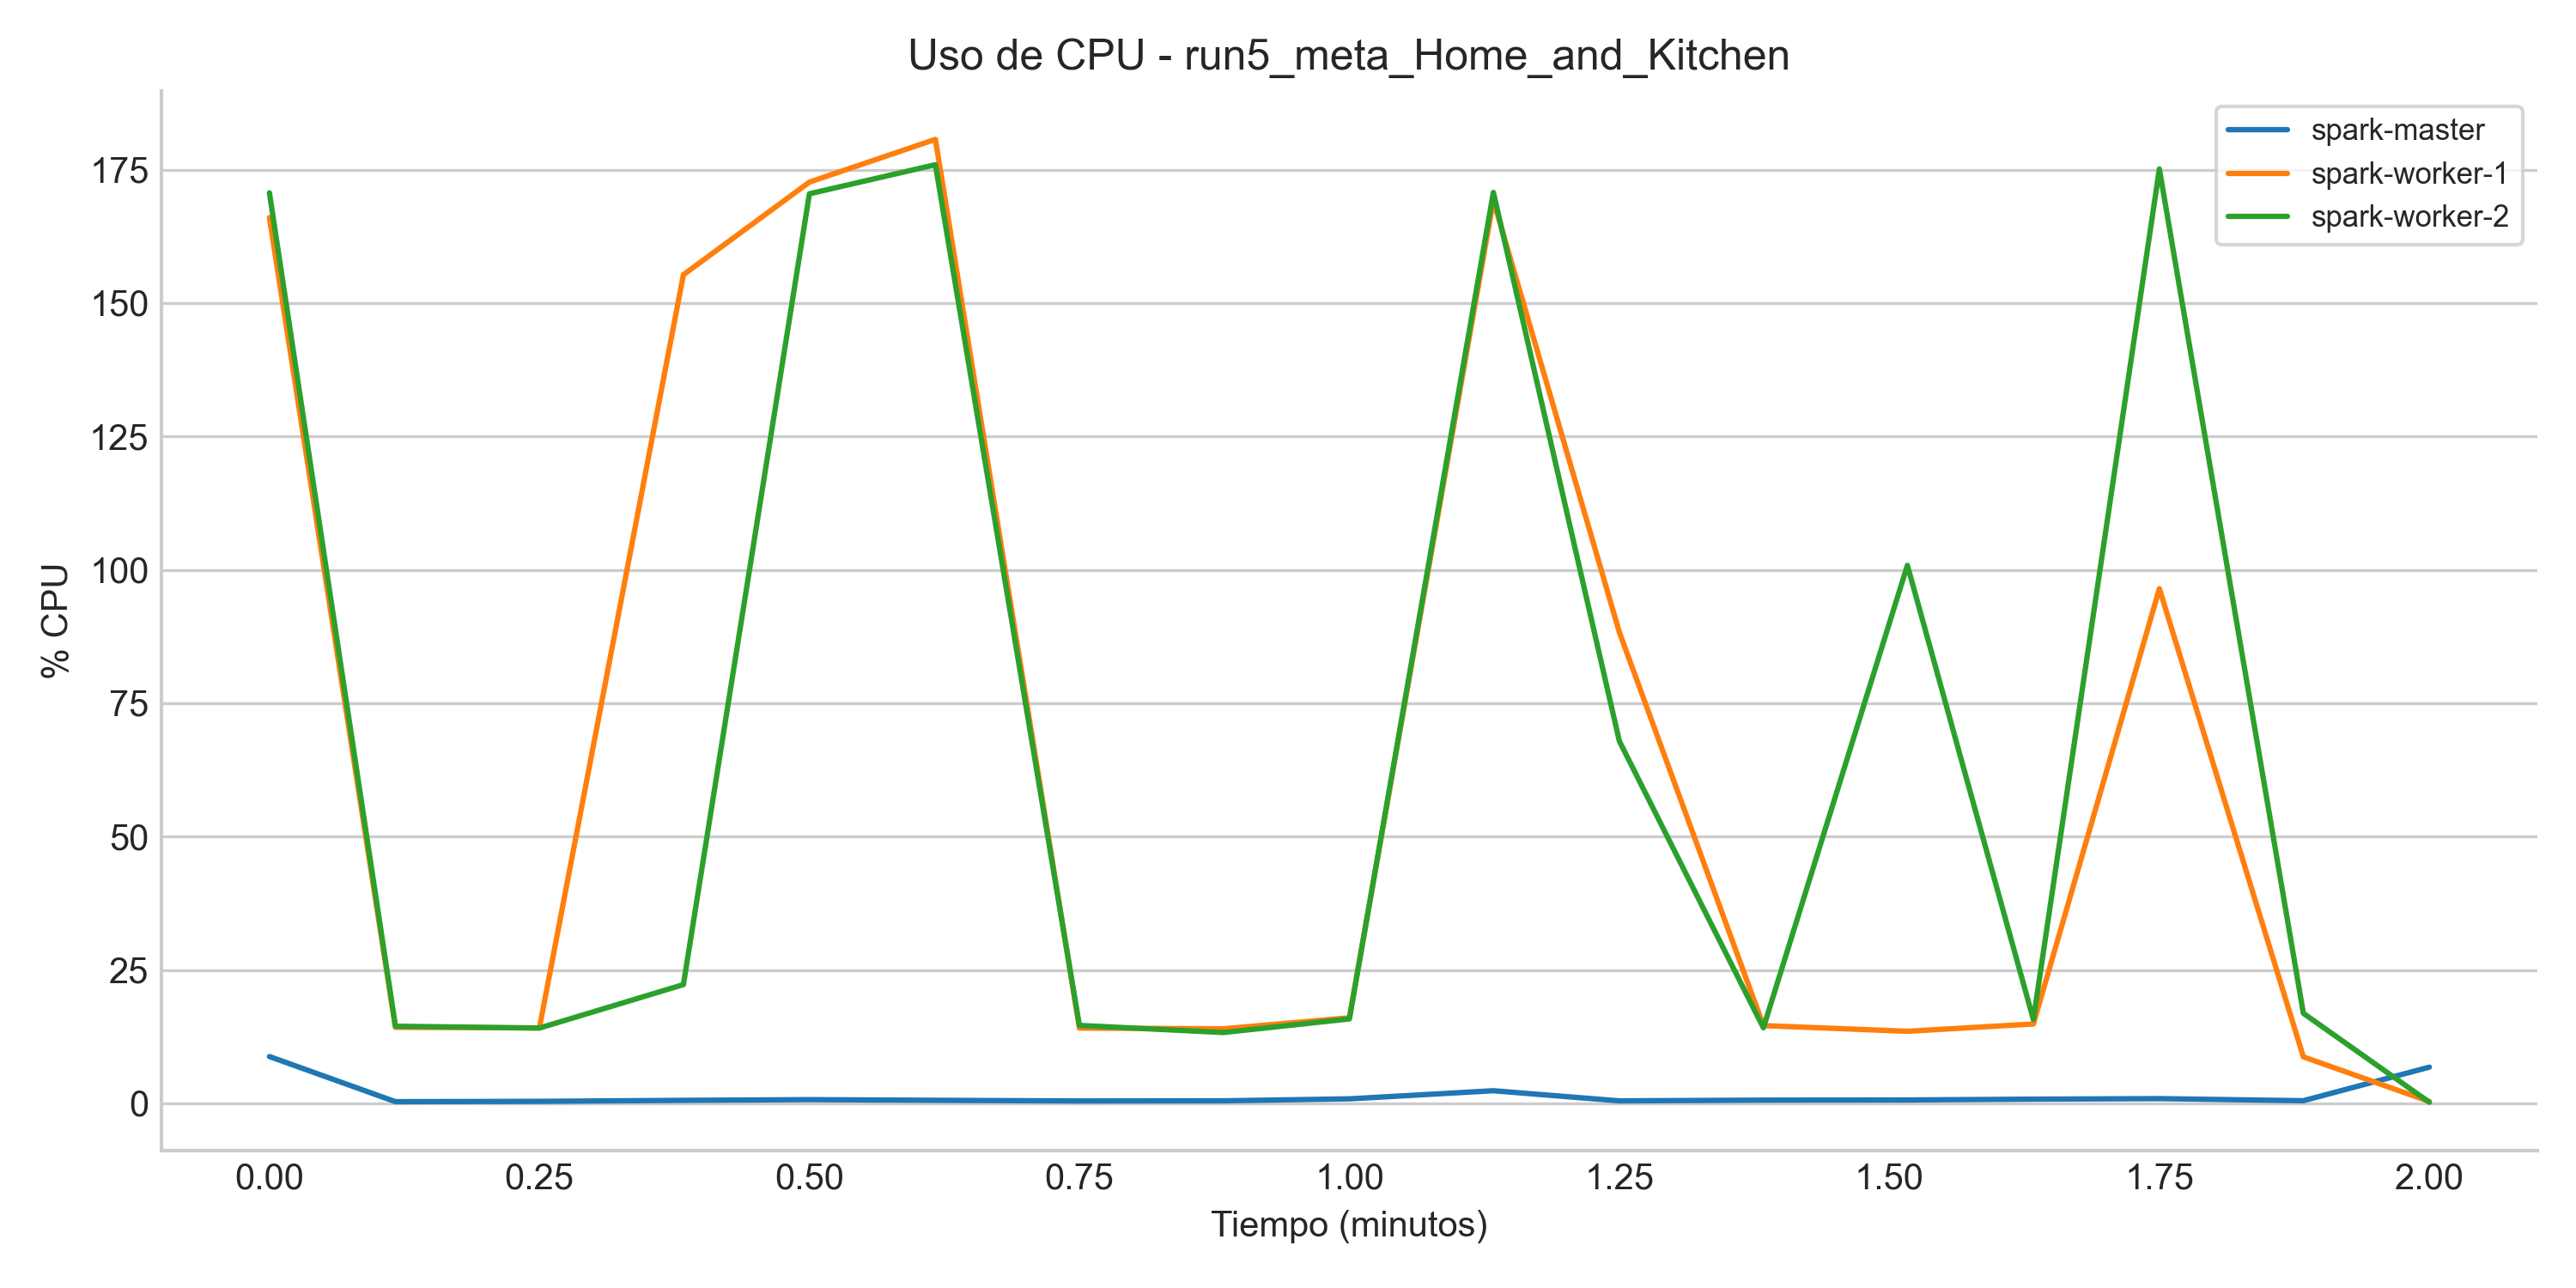 Uso de CPU - run5_meta_Home_and_Kitchen
spark-master
spark-worker-1
spark-worker-2
% CPU
175
150
125
100
75
50
25
0
0.00 0.25 0.50 0.75 1.00 1.25 1.50 1.75 2.00
Tiempo (minutos)